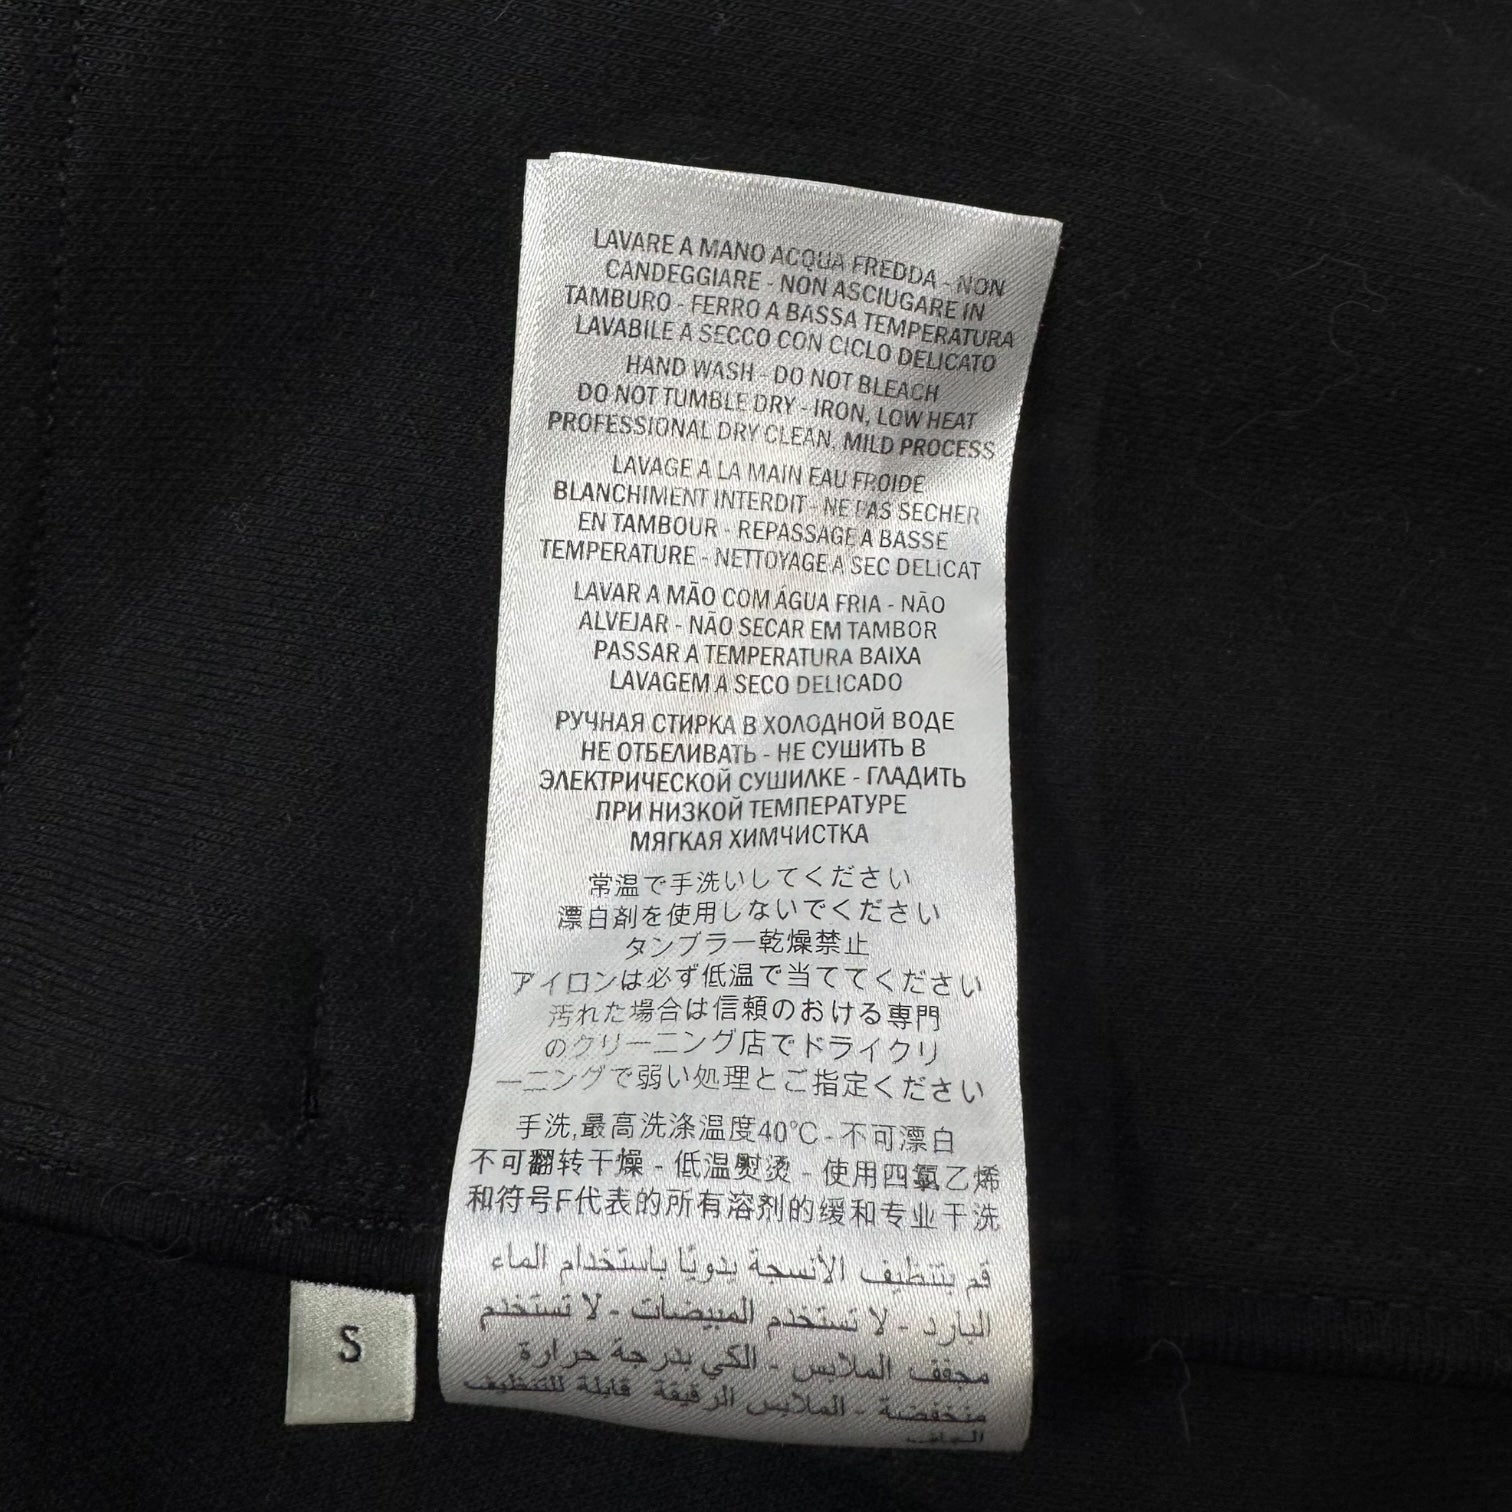 LAVARE A MANO ACQUA FREDDA - NON
CANDEGGIARE - NON ASCIUGARE IN
TAMBURO - FERRO A BASSA TEMPERATURA
LAVABILE A SECCO CON CICLO DELICATO
HAND WASH - DO NOT BLEACH
DO NOT TUMBLE DRY - IRON, LOW HEAT
PROFESSIONAL DRY CLEAN, MILD PROCESS
LAVAGE A LA MAIN EAU FROIDE
BLANCHIMENT INTERDIT - NE PAS SECHER
EN TAMBOUR - REPASSAGE A BASSE
TEMPERATURE - NETTOYAGE A SEC DELICAT
LAVAR A MÃO COM ÁGUA FRIA - NÃO
ALVEJAR - NÃO SECAR EM TAMBOR
PASSAR A TEMPERATURA BAIXA
LAVAGEM A SECO DELICADO
РУЧНАЯ СТИРКА В ХОЛОДНОЙ ВОДЕ
НЕ ОТБЕЛИВАТЬ - НЕ СУШИТЬ В
ЭЛЕКТРИЧЕСКОЙ СУШИЛКЕ - ГЛАДИТЬ
ПРИ НИЗКОЙ ТЕМПЕРАТУРЕ
МЯГКАЯ ХИМЧИСТКА
常温で手洗いしてください
漂白剤を使用しないでください
タンブラー乾燥禁止
アイロンは必ず低温で当ててください
汚れた場合は信頼のおける専門
のクリーニング店でドライクリ
ーニングで弱い処理とご指定ください
手洗,最高洗涤温度40℃ - 不可漂白
不可翻转干燥 - 低温熨烫 - 使用四氯乙烯
和符号F代表的所有溶剂的缓和专业干洗
قم بتنظيف الأنسجة يدويًا باستخدام الماء
البارد - لا تستخدم المبيضات - لا تستخدم
مجفف الملابس - الكي بدرجة حرارة
منخفضة - الملابس الرقيقة قابلة للتنظيف
S